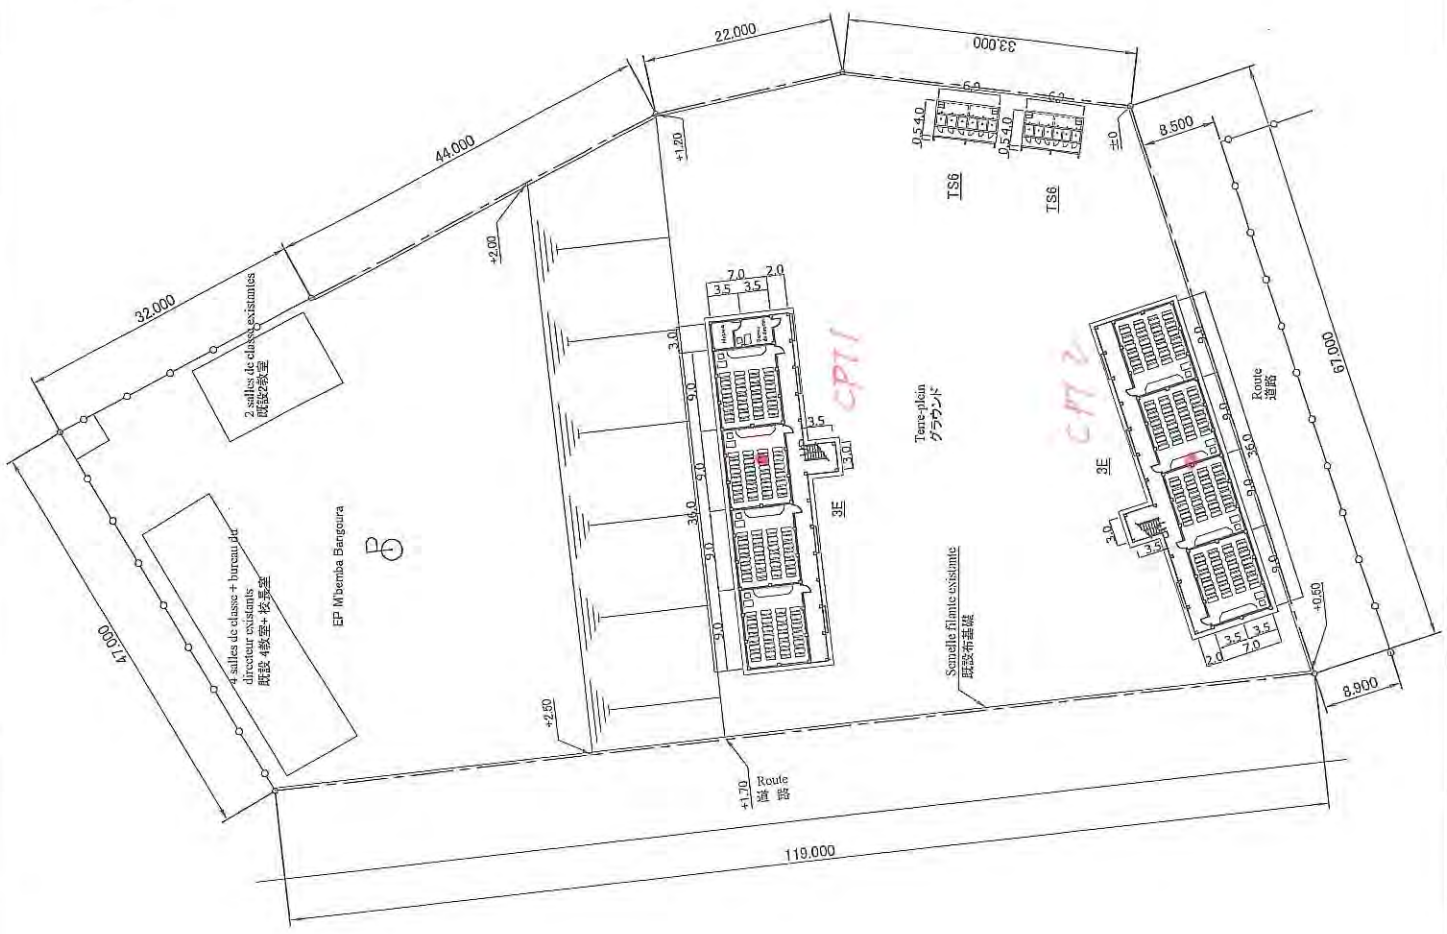 22.000
33.000
44.000
+1.20
6.0
6.0
0.5 4.0
0.5 4.0
±0
8.500
TS6
TS6
32.000
+2.00
2 salles de classe existantes
既設2教室
7.0
2.0
3.5
3.5
3.0
9.0
9.0
36.0
9.0
9.0
CPT1
3.5
3.0
3E
Terre-plein
グラウンド
CPT 2
3E
3.0
3.5
9.0
9.0
36.0
9.0
9.0
2.0
3.5
3.5
7.0
Route
道路
67.000
47.000
4 salles de classe + bureau du
directeur existants
既設 4教室+ 校長室
EP M'bemba Bangoura
+2.50
Semelle filante existante
既設布基礎
+0.50
8.900
+1.70
Route
道 路
119.000